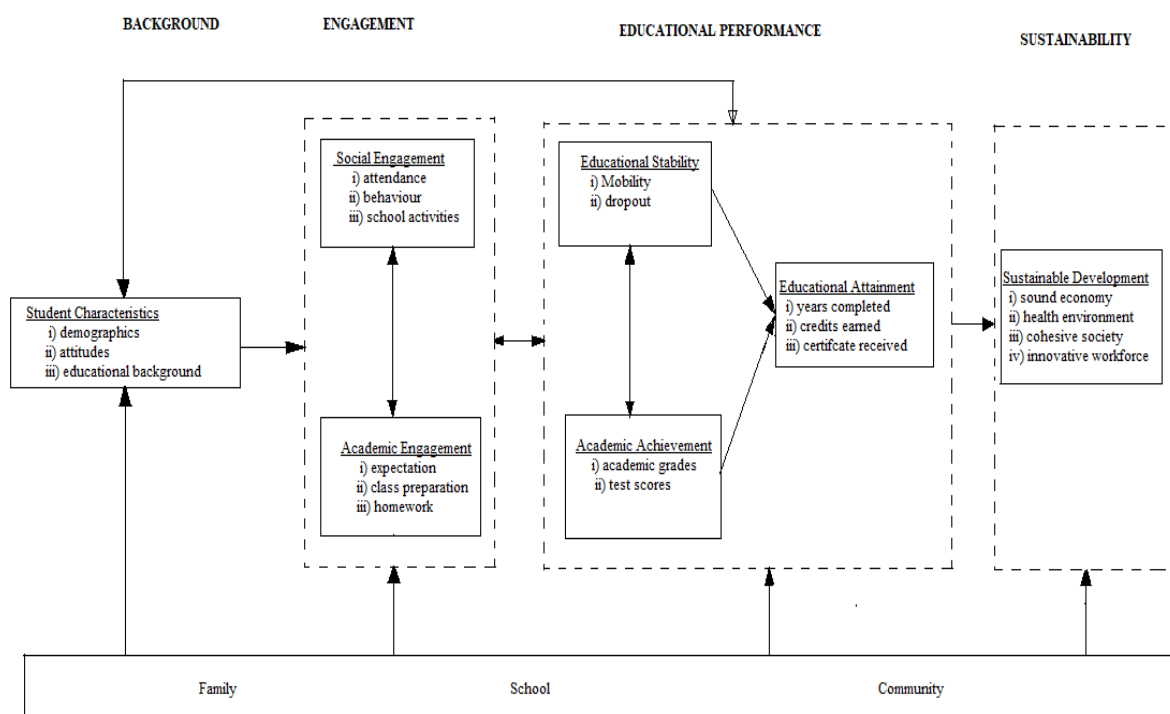 BACKGROUND
ENGAGEMENT
EDUCATIONAL PERFORMANCE
SUSTAINABILITY
Student Characteristics
i) demographics
ii) attitudes
iii) educational background
Social Engagement
i) attendance
ii) behaviour
iii) school activities
Academic Engagement
i) expectation
ii) class preparation
iii) homework
Educational Stability
i) Mobility
ii) dropout
Academic Achievement
i) academic grades
ii) test scores
Educational Attainment
i) years completed
ii) credits earned
iii) certifcate received
Sustainable Development
i) sound economy
ii) health environment
iii) cohesive society
iv) innovative workforce
Family
School
Community